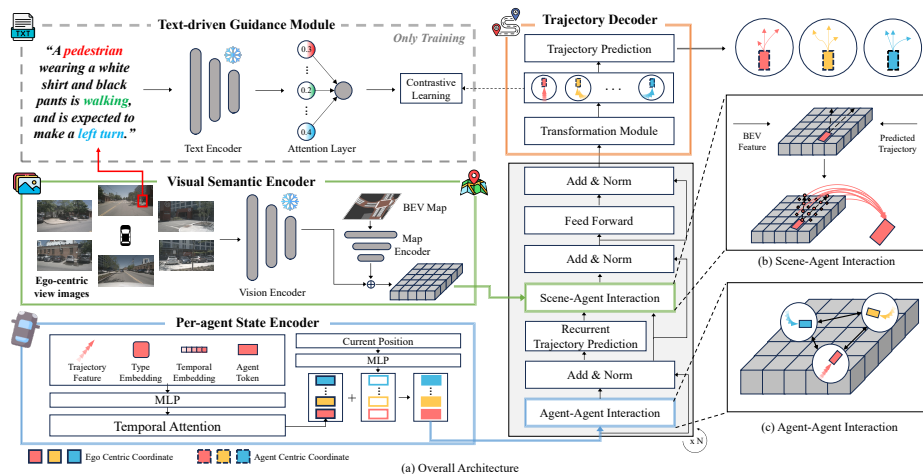 TXT
Text-driven Guidance Module
Only Training
“A pedestrian
wearing a white
shirt and black
pants is walking,
and is expected to
make a left turn.”
Text Encoder
0.3
0.2
0.4
Attention Layer
Contrastive
Learning
Trajectory Decoder
Trajectory Prediction
Transformation Module
Visual Semantic Encoder
Ego-centric
view images
Vision Encoder
BEV Map
Map
Encoder
Per-agent State Encoder
Trajectory
Feature
Type
Embedding
Temporal
Embedding
Agent
Token
MLP
Temporal Attention
Current Position
MLP
Add & Norm
Feed Forward
Add & Norm
Scene-Agent Interaction
Recurrent
Trajectory Prediction
Add & Norm
Agent-Agent Interaction
x N
BEV
Feature
Predicted
Trajectory
(b) Scene-Agent Interaction
(c) Agent-Agent Interaction
Ego Centric Coordinate
Agent Centric Coordinate
(a) Overall Architecture